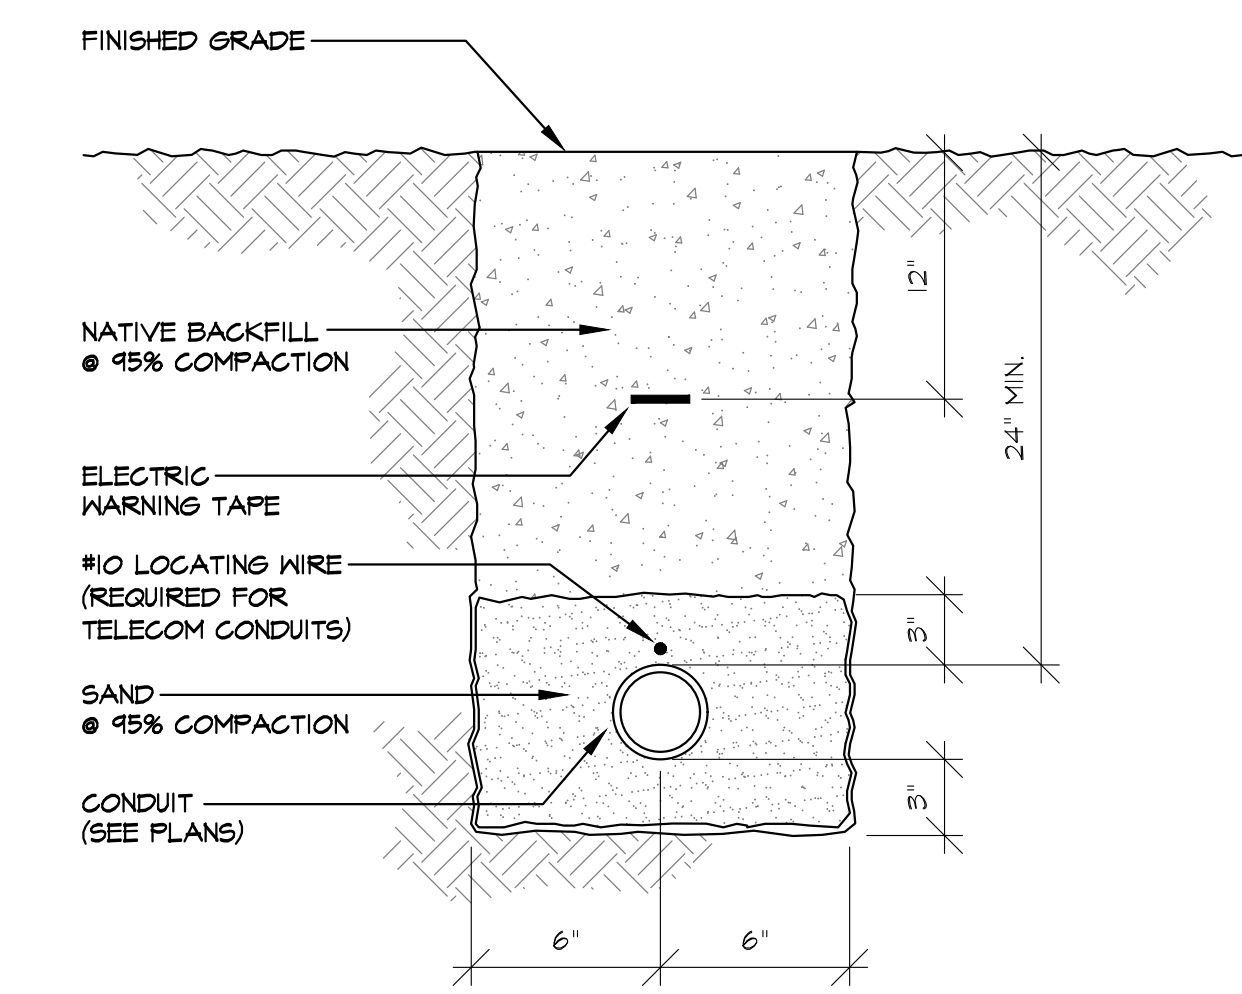 FINISHED GRADE
12"
NATIVE BACKFILL
@ 95% COMPACTION
24" MIN.
ELECTRIC
WARNING TAPE
#10 LOCATING WIRE
(REQUIRED FOR
TELECOM CONDUITS)
3"
SAND
@ 95% COMPACTION
3"
CONDUIT
(SEE PLANS)
6" 6"